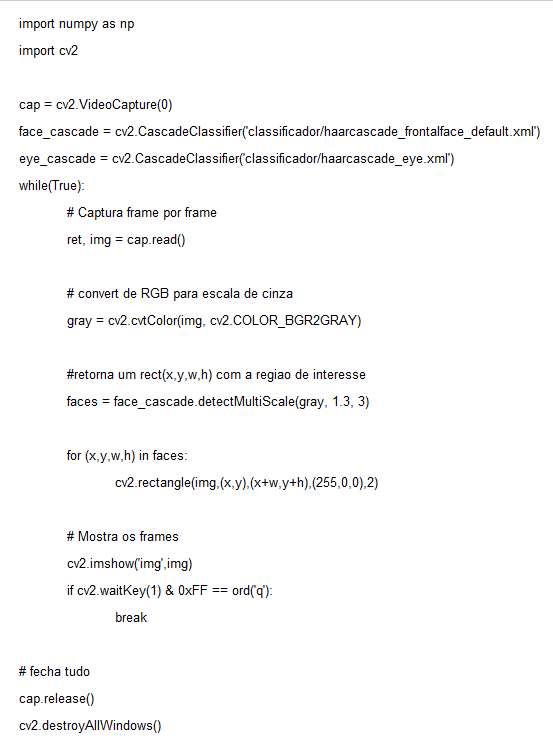 import numpy as np
import cv2
cap = cv2.VideoCapture(0)
face_cascade = cv2.CascadeClassifier('classificador/haarcascade_frontalface_default.xml')
eye_cascade = cv2.CascadeClassifier('classificador/haarcascade_eye.xml')
while(True):
# Captura frame por frame
ret, img = cap.read()
# convert de RGB para escala de cinza
gray = cv2.cvtColor(img, cv2.COLOR_BGR2GRAY)
#retorna um rect(x,y,w,h) com a regiao de interesse
faces = face_cascade.detectMultiScale(gray, 1.3, 3)
for (x,y,w,h) in faces:
cv2.rectangle(img,(x,y),(x+w,y+h),(255,0,0),2)
# Mostra os frames
cv2.imshow('img',img)
if cv2.waitKey(1) & 0xFF == ord('q'):
break
# fecha tudo
cap.release()
cv2.destroyAllWindows()